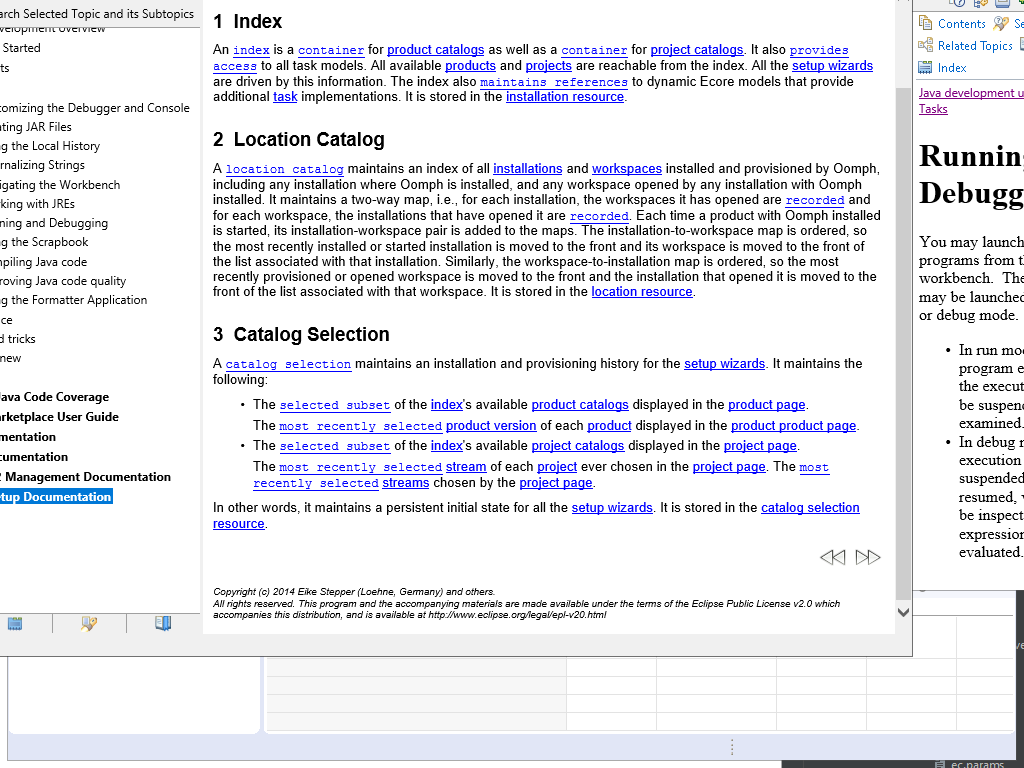 arch Selected Topic and its Subtopics
velopment overview
Started
ts
tomizing the Debugger and Console
ating JAR Files
ng the Local History
rnalizing Strings
igating the Workbench
king with JREs
ning and Debugging
ng the Scrapbook
mpiling Java code
roving Java code quality
ng the Formatter Application
ce
d tricks
new
ava Code Coverage
arketplace User Guide
mentation
cumentation
2 Management Documentation
tup Documentation
1 Index
An index is a container for product catalogs as well as a container for project catalogs. It also provides
access to all task models. All available products and projects are reachable from the index. All the setup wizards
are driven by this information. The index also maintains references to dynamic Ecore models that provide
additional task implementations. It is stored in the installation resource.
2 Location Catalog
A location catalog maintains an index of all installations and workspaces installed and provisioned by Oomph,
including any installation where Oomph is installed, and any workspace opened by any installation with Oomph
installed. It maintains a two-way map, i.e., for each installation, the workspaces it has opened are recorded and
for each workspace, the installations that have opened it are recorded. Each time a product with Oomph installed
is started, its installation-workspace pair is added to the maps. The installation-to-workspace map is ordered, so
the most recently installed or started installation is moved to the front and its workspace is moved to the front of
the list associated with that installation. Similarly, the workspace-to-installation map is ordered, so the most
recently provisioned or opened workspace is moved to the front and the installation that opened it is moved to the
front of the list associated with that workspace. It is stored in the location resource.
3 Catalog Selection
A catalog selection maintains an installation and provisioning history for the setup wizards. It maintains the
following:
• The selected subset of the index's available product catalogs displayed in the product page.
The most recently selected product version of each product displayed in the product product page.
• The selected subset of the index's available project catalogs displayed in the project page.
The most recently selected stream of each project ever chosen in the project page. The most
recently selected streams chosen by the project page.
In other words, it maintains a persistent initial state for all the setup wizards. It is stored in the catalog selection
resource.
Copyright (c) 2014 Eike Stepper (Loehne, Germany) and others.
All rights reserved. This program and the accompanying materials are made available under the terms of the Eclipse Public License v2.0 which
accompanies this distribution, and is available at http://www.eclipse.org/legal/epl-v20.html
Contents Se
Related Topics
Index
Java development u
Tasks
Running
Debugg
You may launch
programs from th
workbench. The
may be launched
or debug mode.
• In run mod
program e
the execut
be suspend
examined.
• In debug m
execution
suspended
resumed, v
be inspect
expression
evaluated.
ec.params